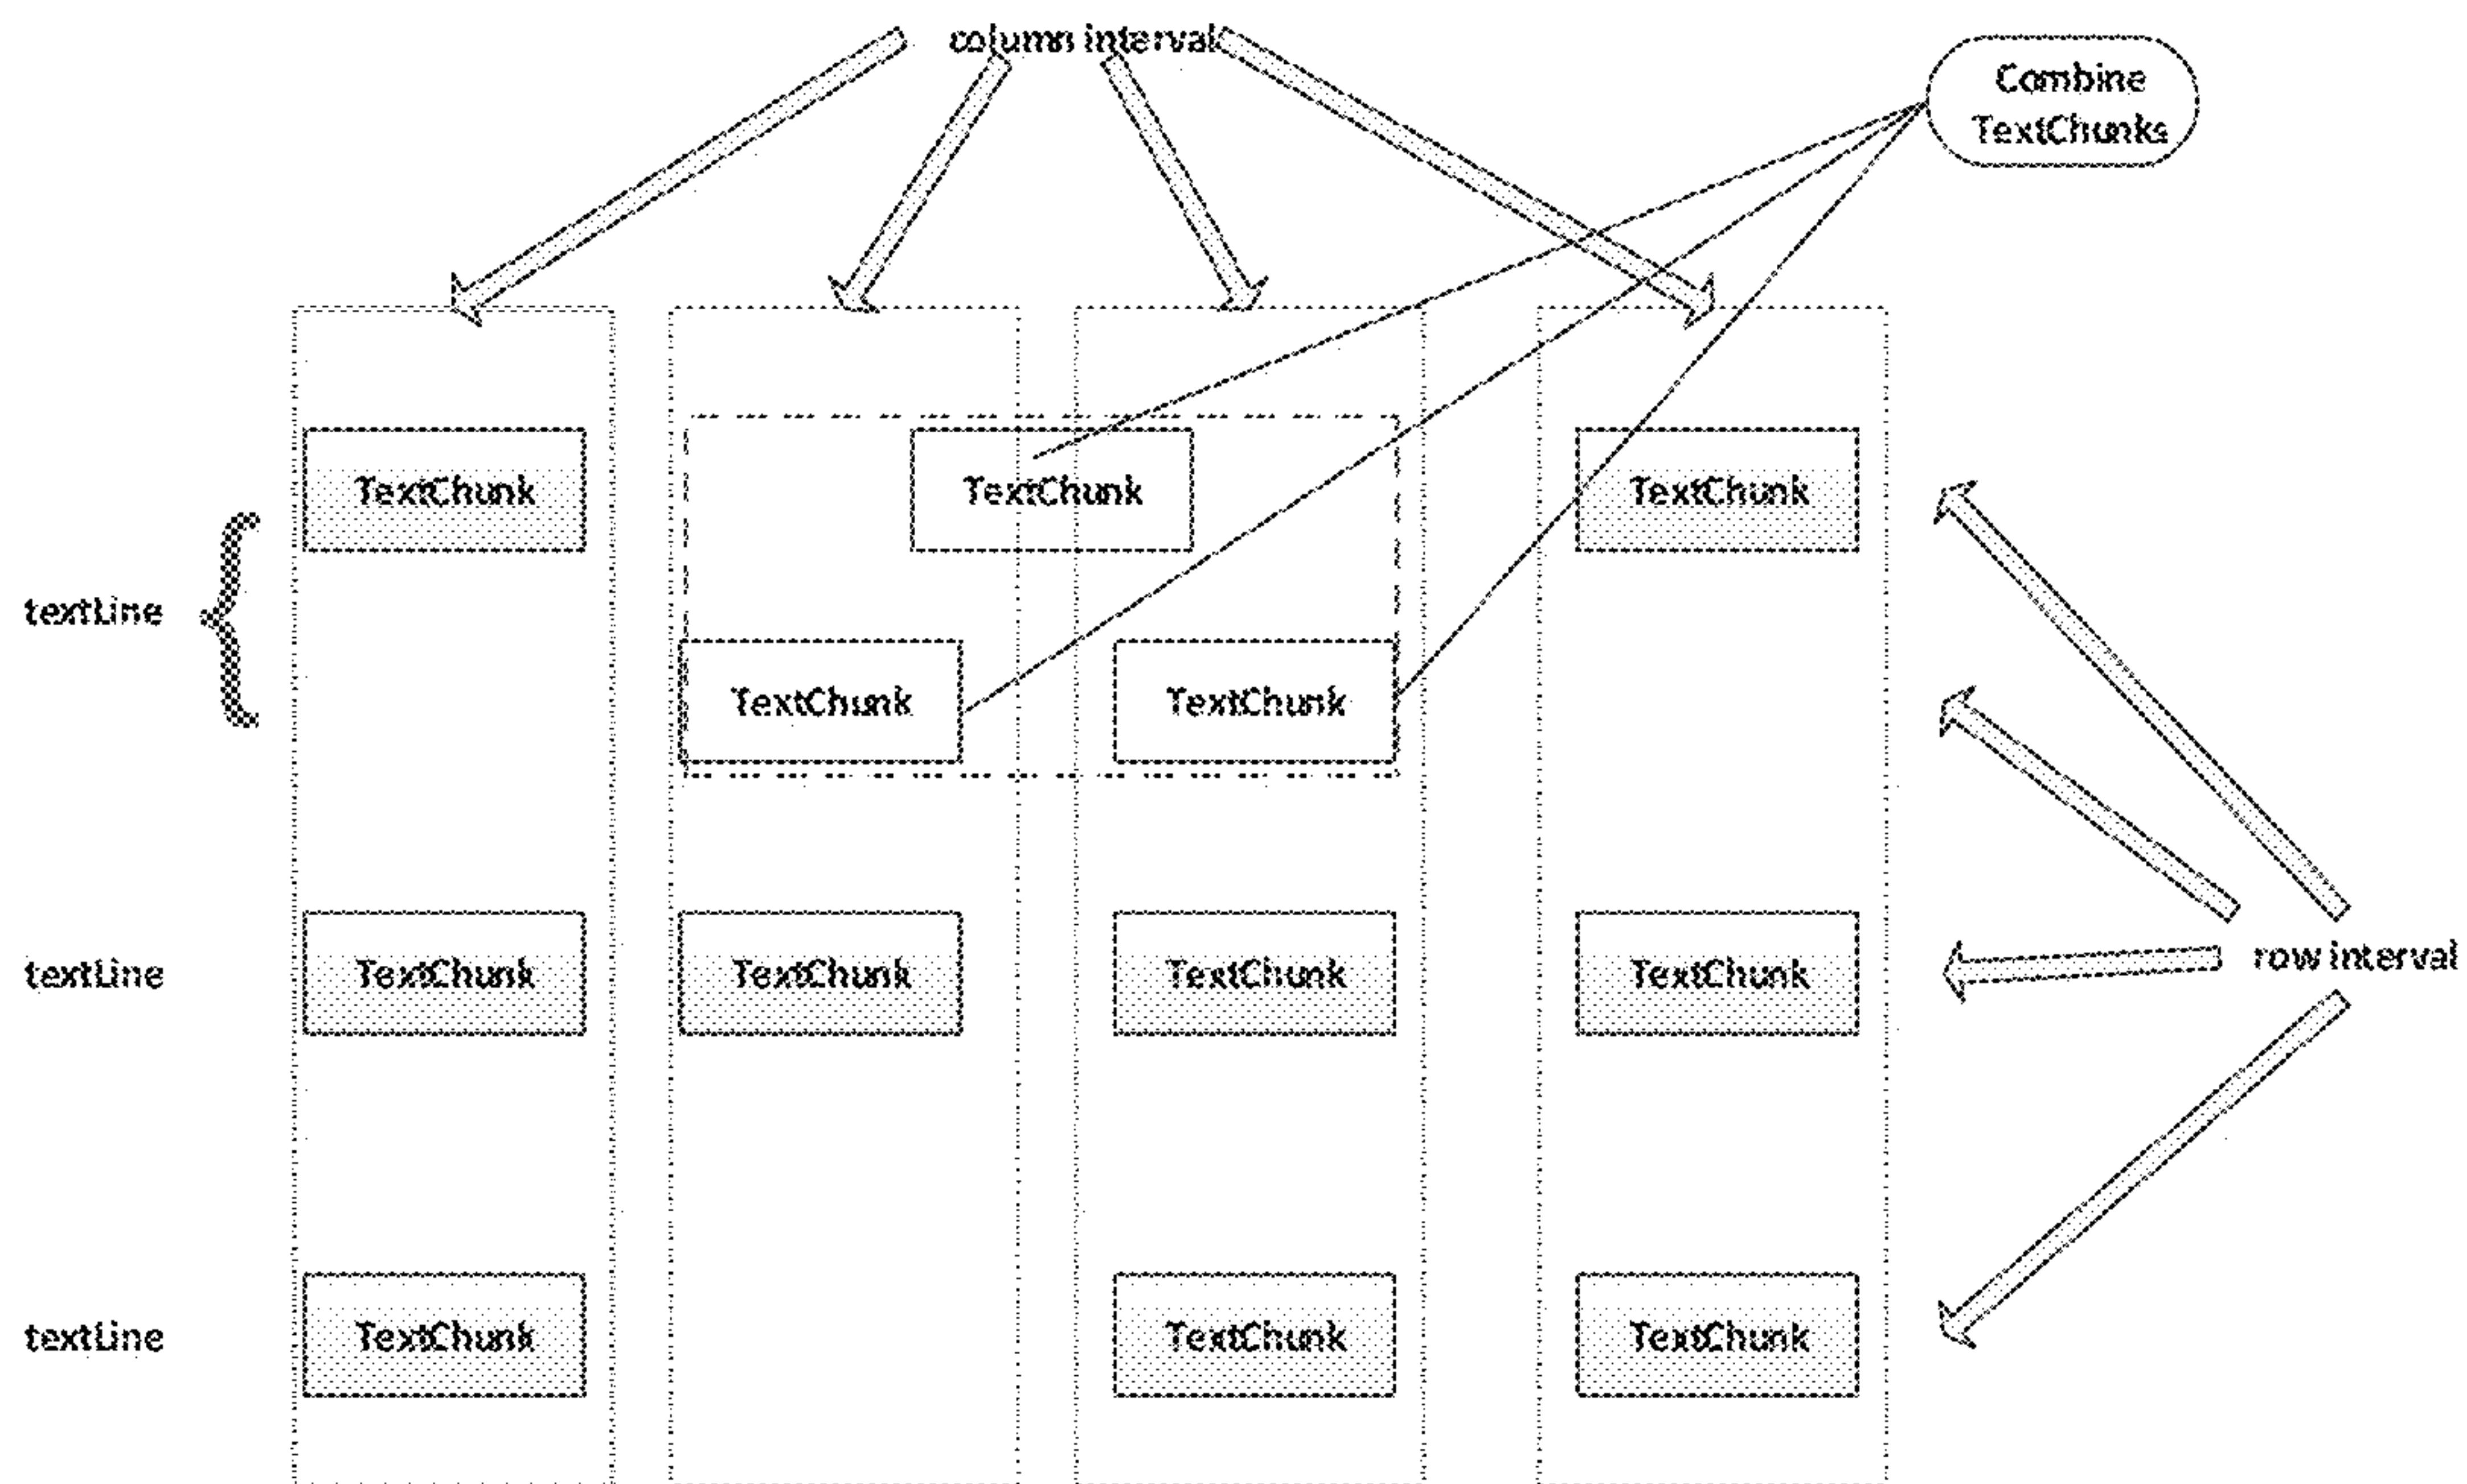 column interval
Combine
TextChunks
TextChunk TextChunk TextChunk
textLine
TextChunk TextChunk
row interval
textLine TextChunk TextChunk TextChunk TextChunk
textLine TextChunk TextChunk TextChunk